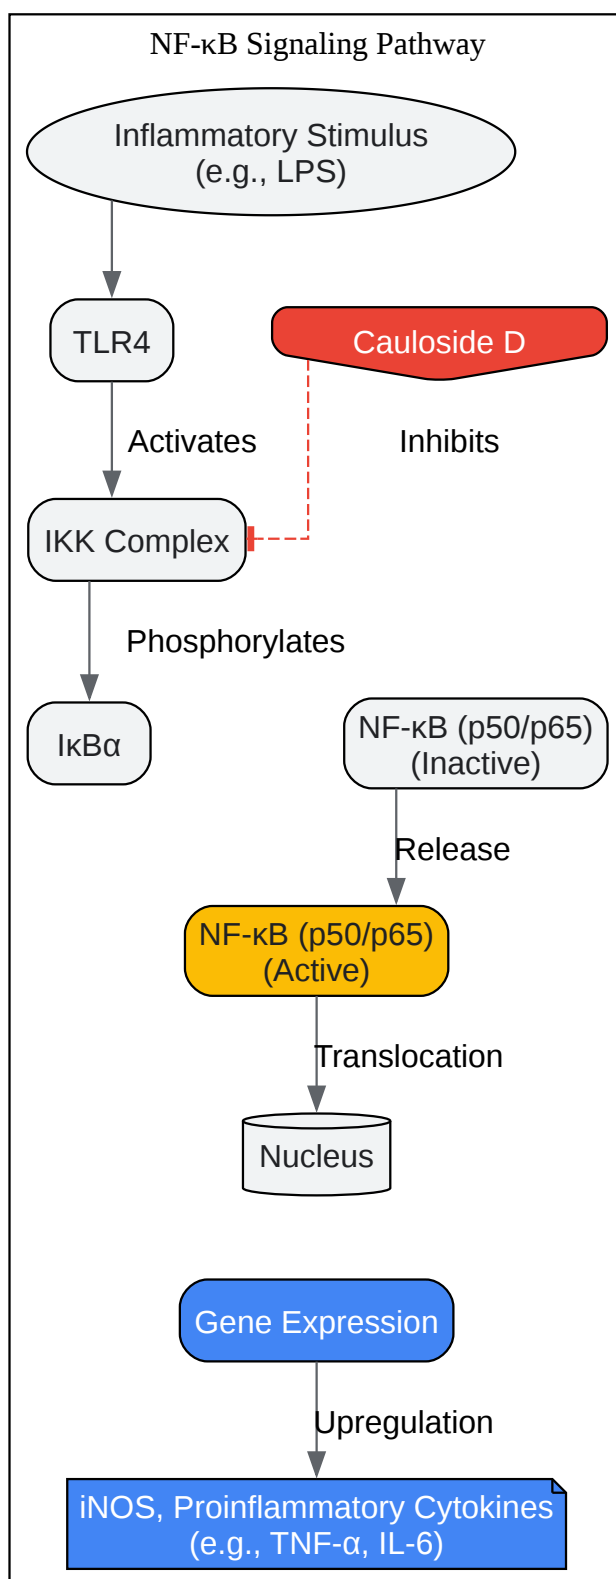 NF-κB Signaling Pathway
Inflammatory Stimulus
(e.g., LPS)
TLR4
Cauloside D
Activates
Inhibits
IKK Complex
Phosphorylates
IκBα
NF-κB (p50/p65)
(Inactive)
Release
NF-κB (p50/p65)
(Active)
Translocation
Nucleus
Gene Expression
Upregulation
iNOS, Proinflammatory Cytokines
(e.g., TNF-α, IL-6)